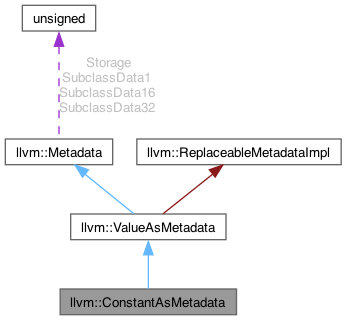 unsigned
Storage
SubclassData1
SubclassData16
SubclassData32
llvm::Metadata
llvm::ReplaceableMetadataImpl
llvm::ValueAsMetadata
llvm::ConstantAsMetadata